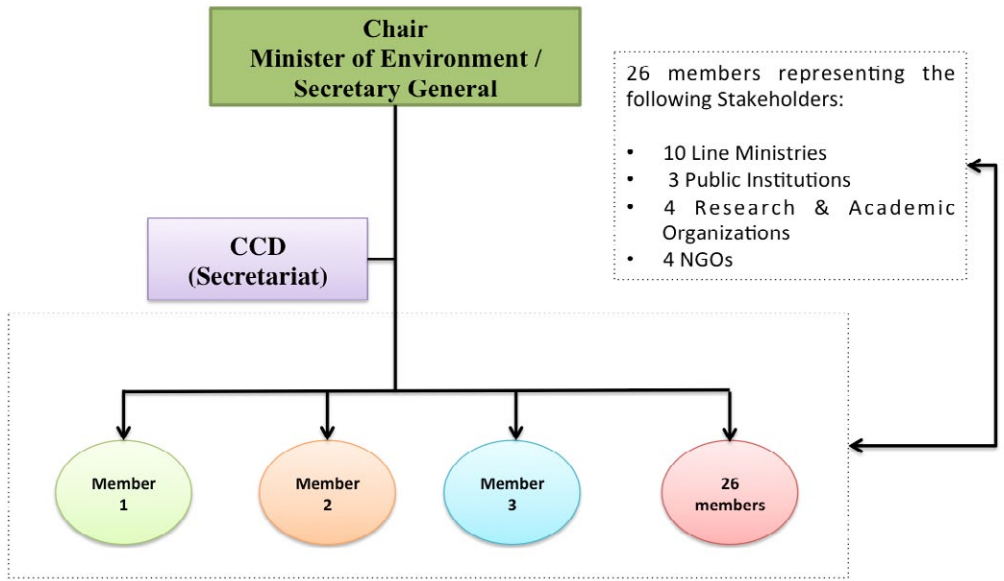 Chair
Minister of Environment /
Secretary General
26 members representing the
following Stakeholders:
• 10 Line Ministries
• 3 Public Institutions
• 4 Research & Academic
Organizations
• 4 NGOs
CCD
(Secretariat)
Member
1
Member
2
Member
3
26
members